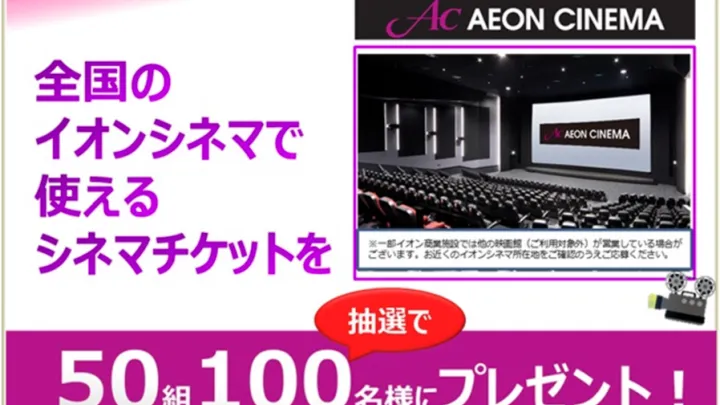 AC AEON CINEMA
全国の
イオンシネマで
使える
シネマチケットを
AC AEON CINEMA
※一部イオン商業施設では他の映画館(ご利用対象外)が営業している場合が
ございます。お近くのイオンシネマ所在地をご確認のうえご応募ください。
抽選で
50組100名様にプレゼント!